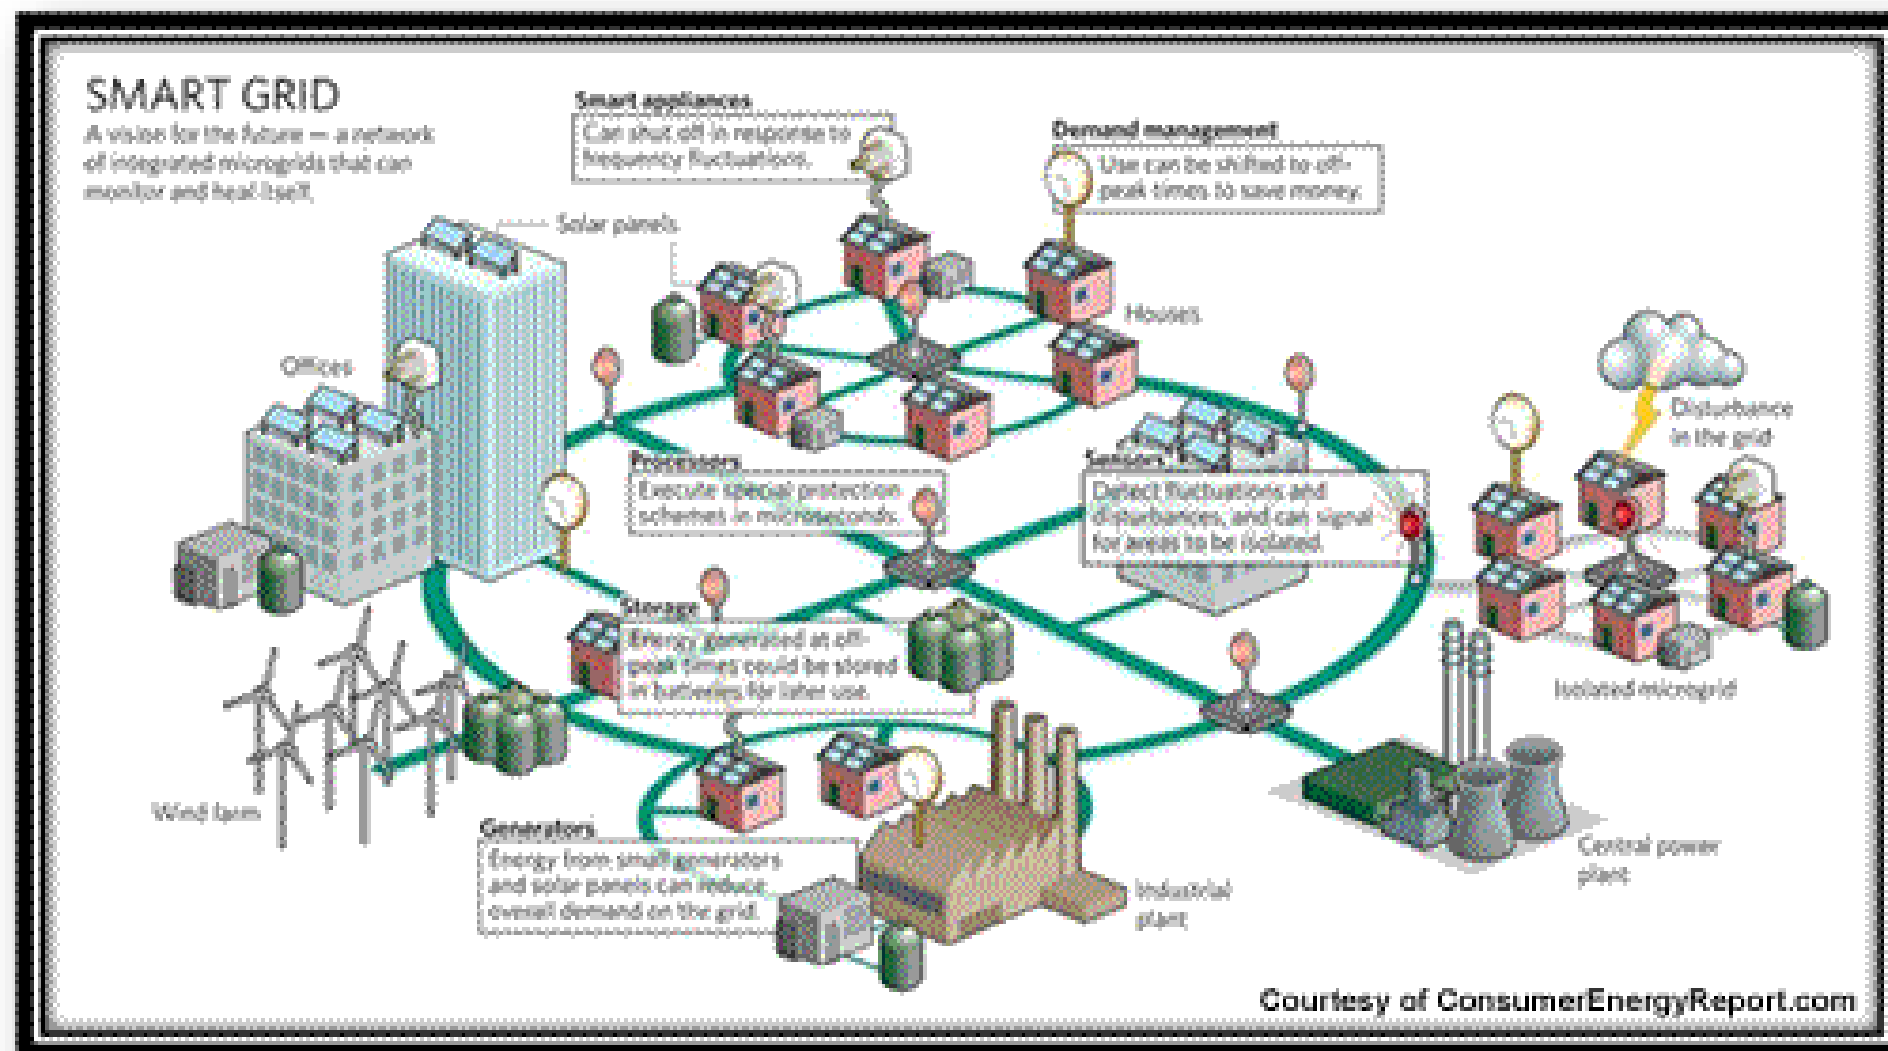 SMART GRID
A vision for the future — a network
of integrated microgrids that can
monitor and heal itself.
Smart appliances
Can shut off in response to
frequency fluctuations.
Demand management
Use can be shifted to off-
peak times to save money.
Solar panels
Houses
Offices
Disturbance
in the grid
Processors
Execute special protection
schemes in microseconds.
Sensors
Detect fluctuations and
disturbances, and can signal
for areas to be isolated.
Storage
Energy generated at off-
peak times could be stored
in batteries for later use.
Isolated microgrid
Wind farm
Generators
Energy from small generators
and solar panels can reduce
overall demand on the grid.
Central power
plant
Industrial
plant
Courtesy of ConsumerEnergyReport.com